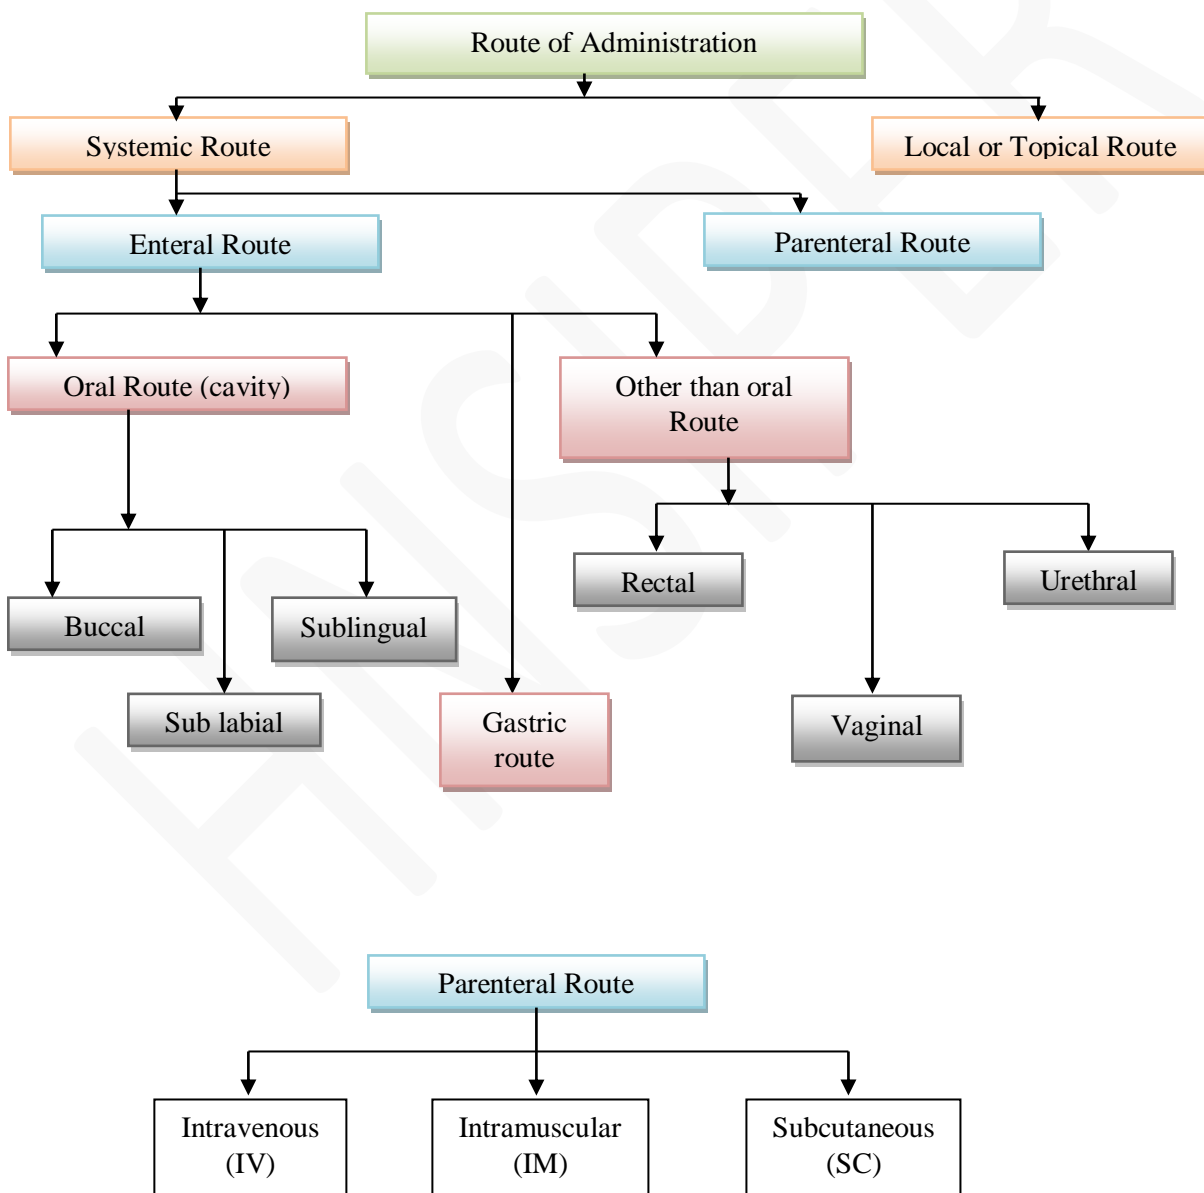 Route of Administration
Systemic Route
Local or Topical Route
Enteral Route
Parenteral Route
Oral Route (cavity)
Other than oral
Route
Rectal
Urethral
Buccal
Sublingual
Sub labial
Gastric
route
Vaginal
Parenteral Route
Intravenous
(IV)
Intramuscular
(IM)
Subcutaneous
(SC)